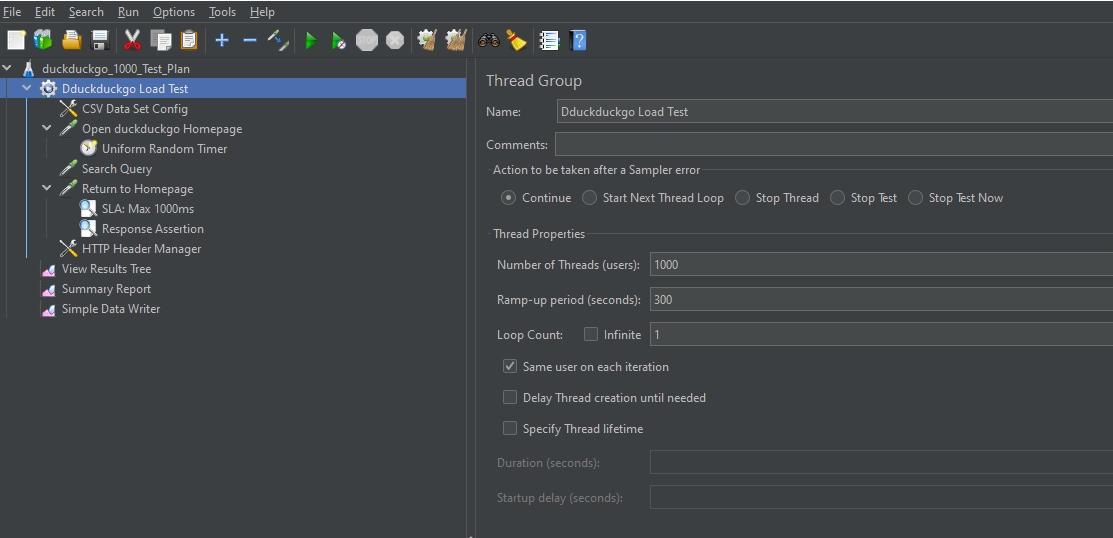 File Edit Search Run Options Tools Help
STOP
duckduckgo_1000_Test_Plan
Dduckduckgo Load Test
CSV Data Set Config
Open duckduckgo Homepage
Uniform Random Timer
Search Query
Return to Homepage
SLA: Max 1000ms
Response Assertion
HTTP Header Manager
View Results Tree
Summary Report
Simple Data Writer
Thread Group
Name: Dduckduckgo Load Test
Comments:
Action to be taken after a Sampler error
Continue Start Next Thread Loop Stop Thread Stop Test Stop Test Now
Thread Properties
Number of Threads (users): 1000
Ramp-up period (seconds): 300
Loop Count: Infinite 1
Same user on each iteration
Delay Thread creation until needed
Specify Thread lifetime
Duration (seconds):
Startup delay (seconds):